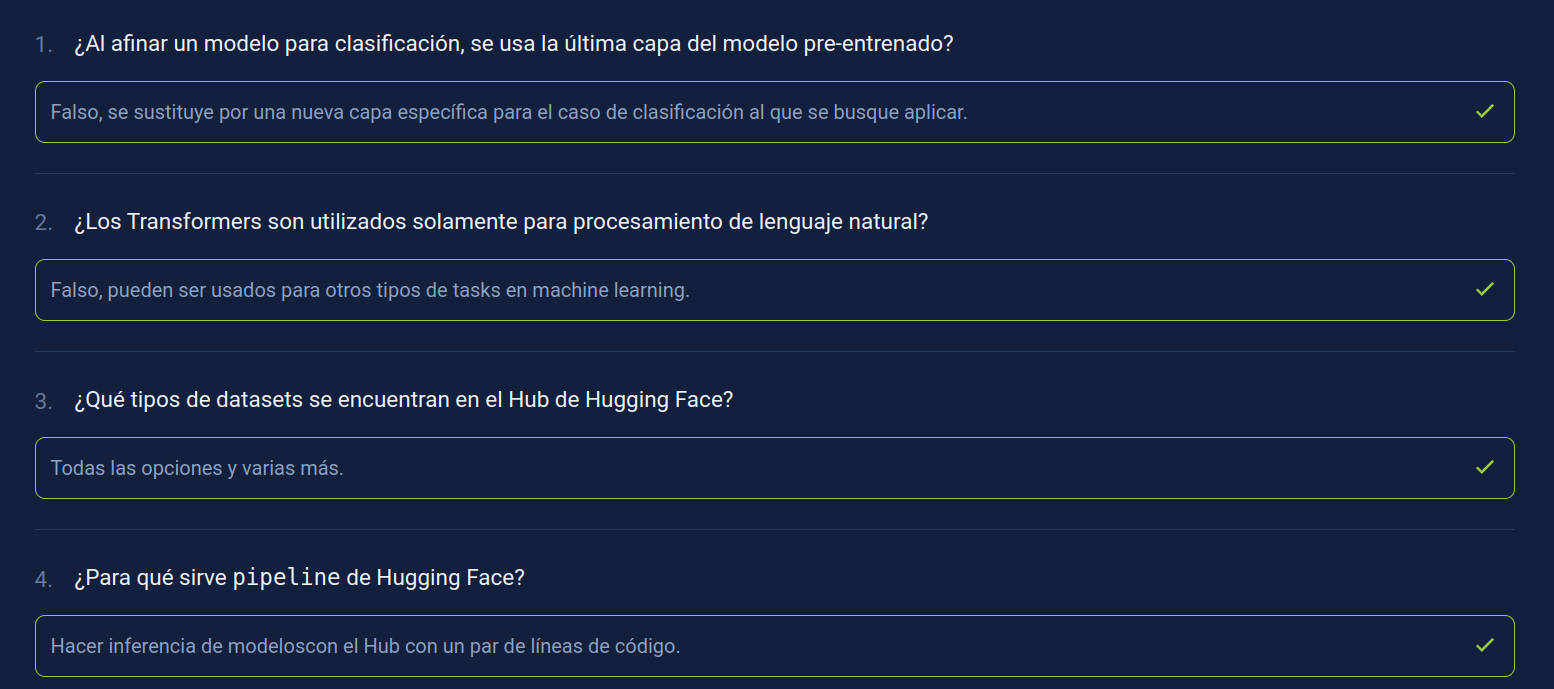 1. ¿Al afinar un modelo para clasificación, se usa la última capa del modelo pre-entrenado?
Falso, se sustituye por una nueva capa específica para el caso de clasificación al que se busque aplicar.
2. ¿Los Transformers son utilizados solamente para procesamiento de lenguaje natural?
Falso, pueden ser usados para otros tipos de tasks en machine learning.
3. ¿Qué tipos de datasets se encuentran en el Hub de Hugging Face?
Todas las opciones y varias más.
4. ¿Para qué sirve pipeline de Hugging Face?
Hacer inferencia de modeloscon el Hub con un par de líneas de código.